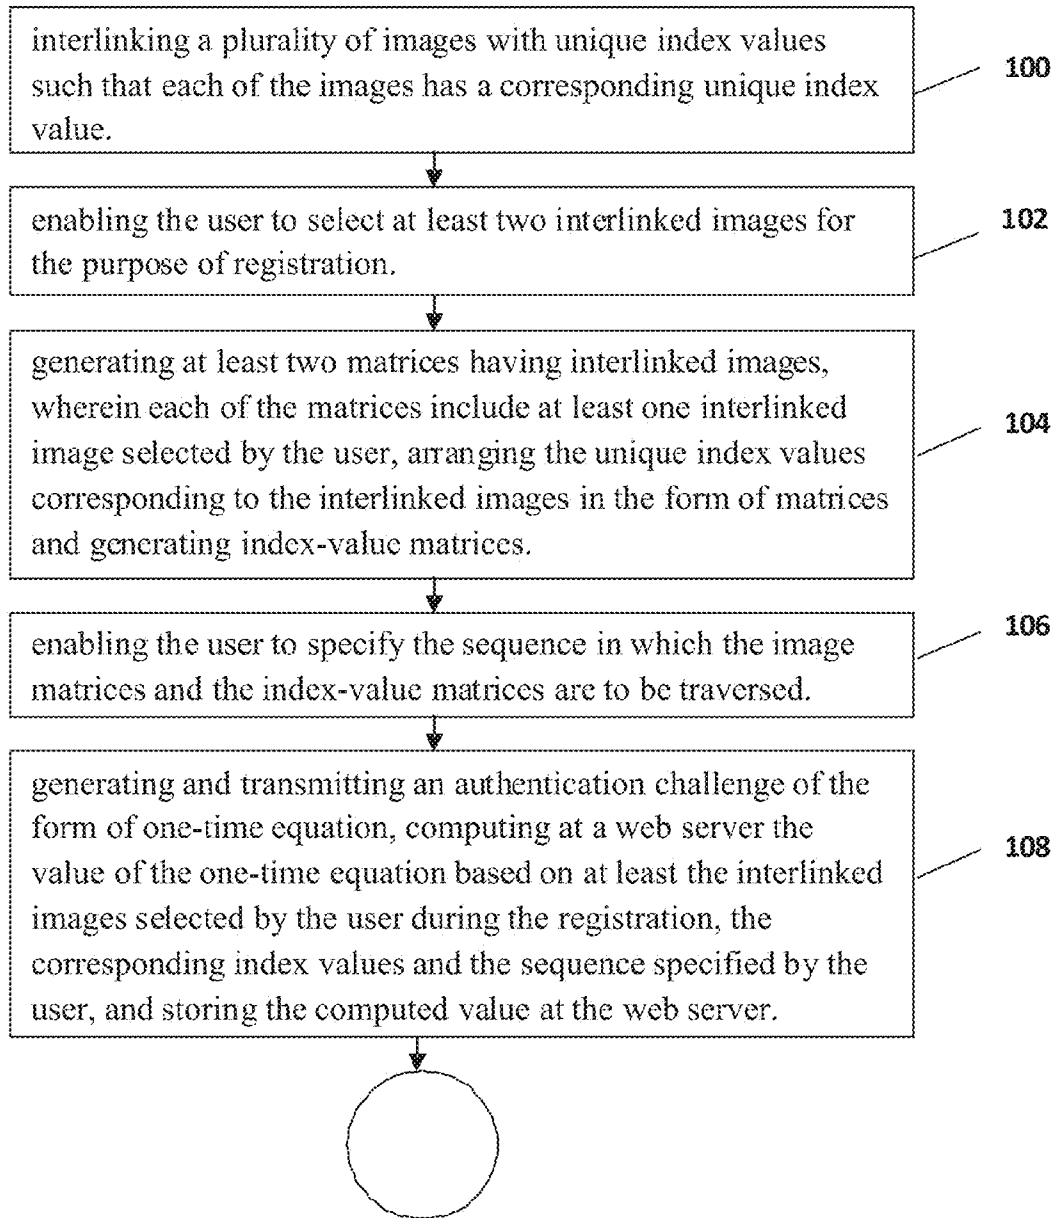 interlinking a plurality of images with unique index values
such that each of the images has a corresponding unique index
value.
100
enabling the user to select at least two interlinked images for
the purpose of registration.
102
generating at least two matrices having interlinked images,
wherein each of the matrices include at least one interlinked
image selected by the user, arranging the unique index values
corresponding to the interlinked images in the form of matrices
and generating index-value matrices.
104
enabling the user to specify the sequence in which the image
matrices and the index-value matrices are to be traversed.
106
generating and transmitting an authentication challenge of the
form of one-time equation, computing at a web server the
value of the one-time equation based on at least the interlinked
images selected by the user during the registration, the
corresponding index values and the sequence specified by the
user, and storing the computed value at the web server.
108